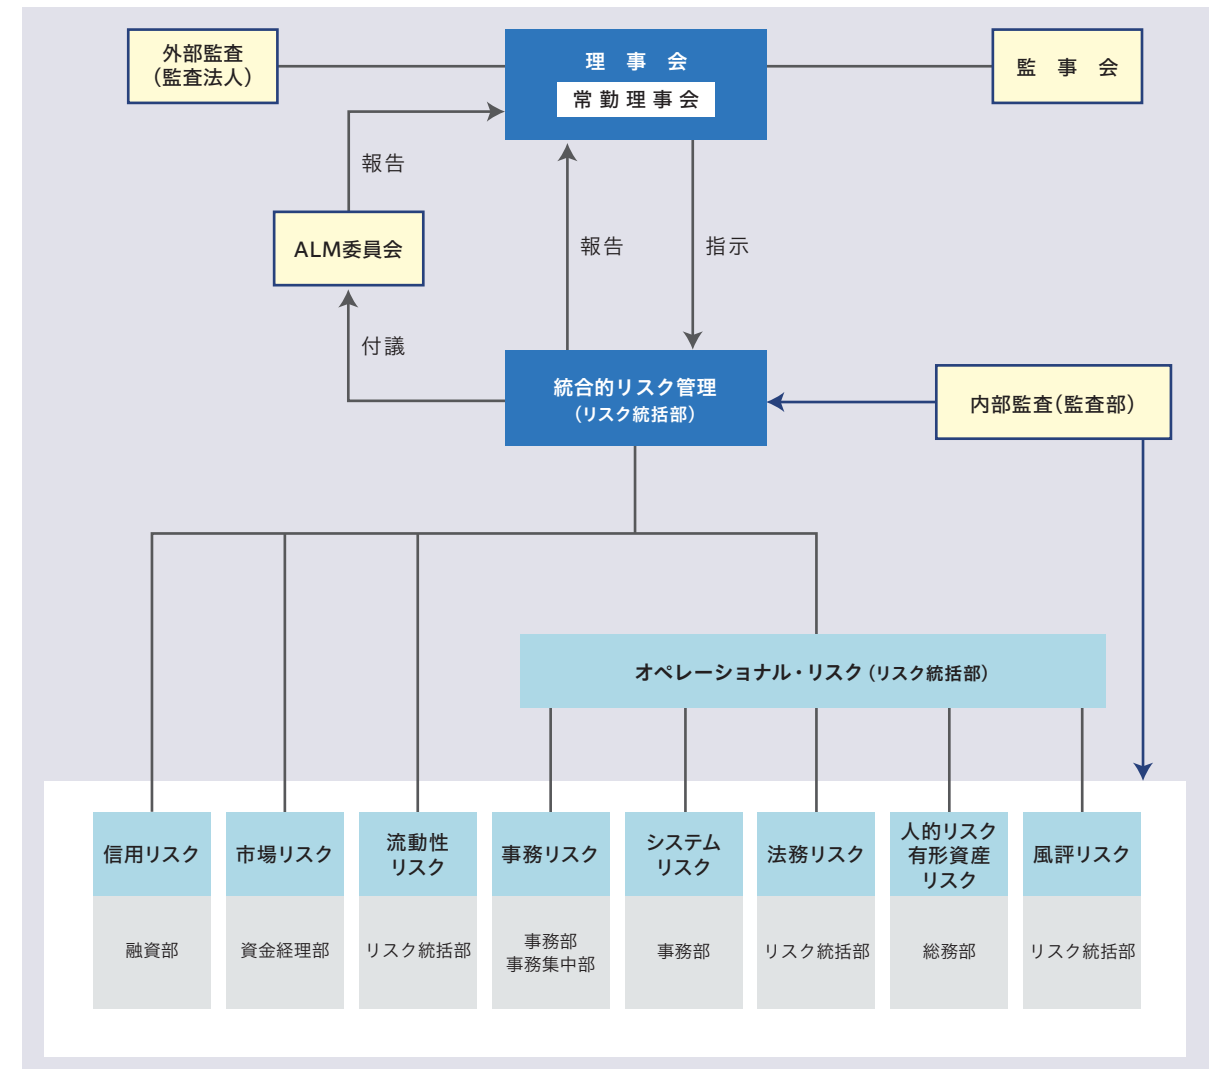 外部監査
（監査法人）
理　事　会
常勤理事会
監　事　会
報告
ALM委員会
報告
指示
付議
統合的リスク管理
（リスク統括部）
内部監査（監査部）
オペレーショナル・リスク（リスク統括部）
信用リスク
市場リスク
流動性
リスク
事務リスク
システム
リスク
法務リスク
人的リスク
有形資産
リスク
風評リスク
融資部
資金経理部
リスク統括部
事務部
事務集中部
事務部
リスク統括部
総務部
リスク統括部